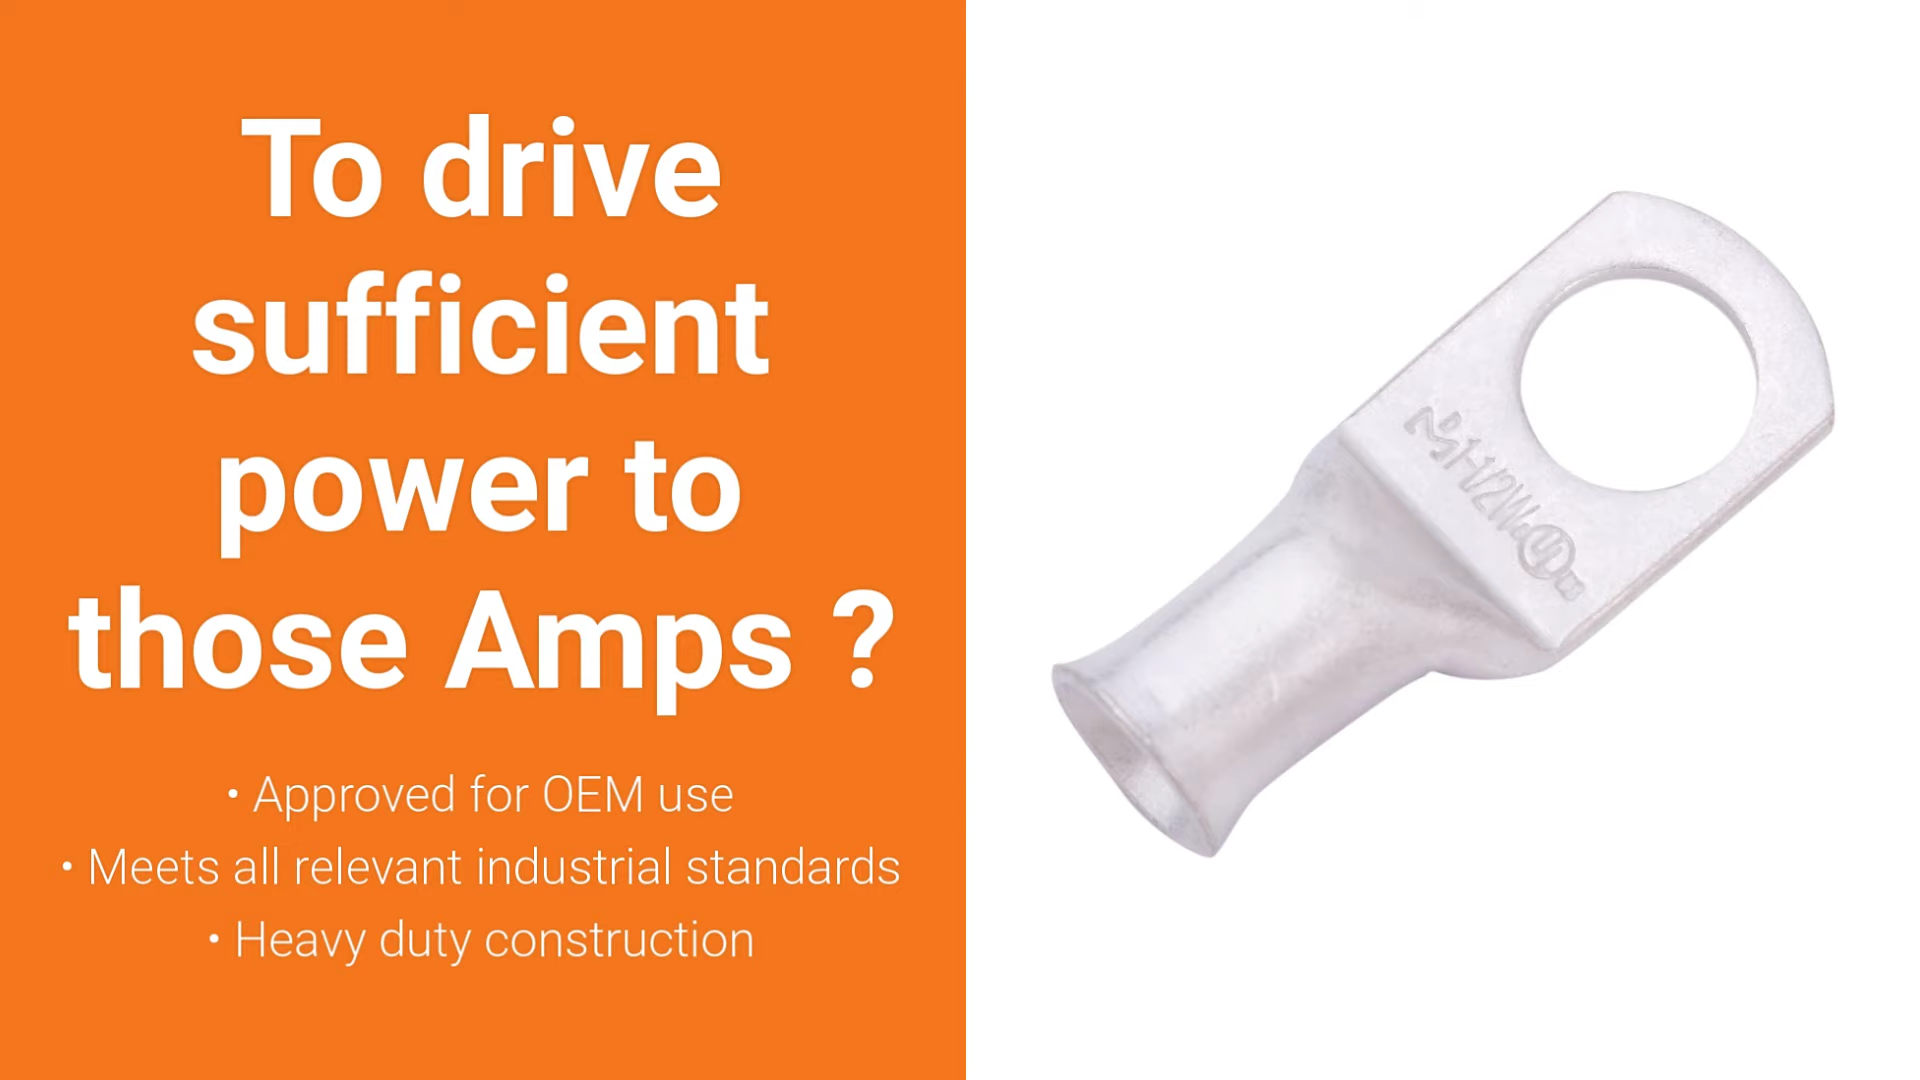 To drive
sufficient
power to
those Amps ?
• Approved for OEM use
• Meets all relevant industrial standards
• Heavy duty construction